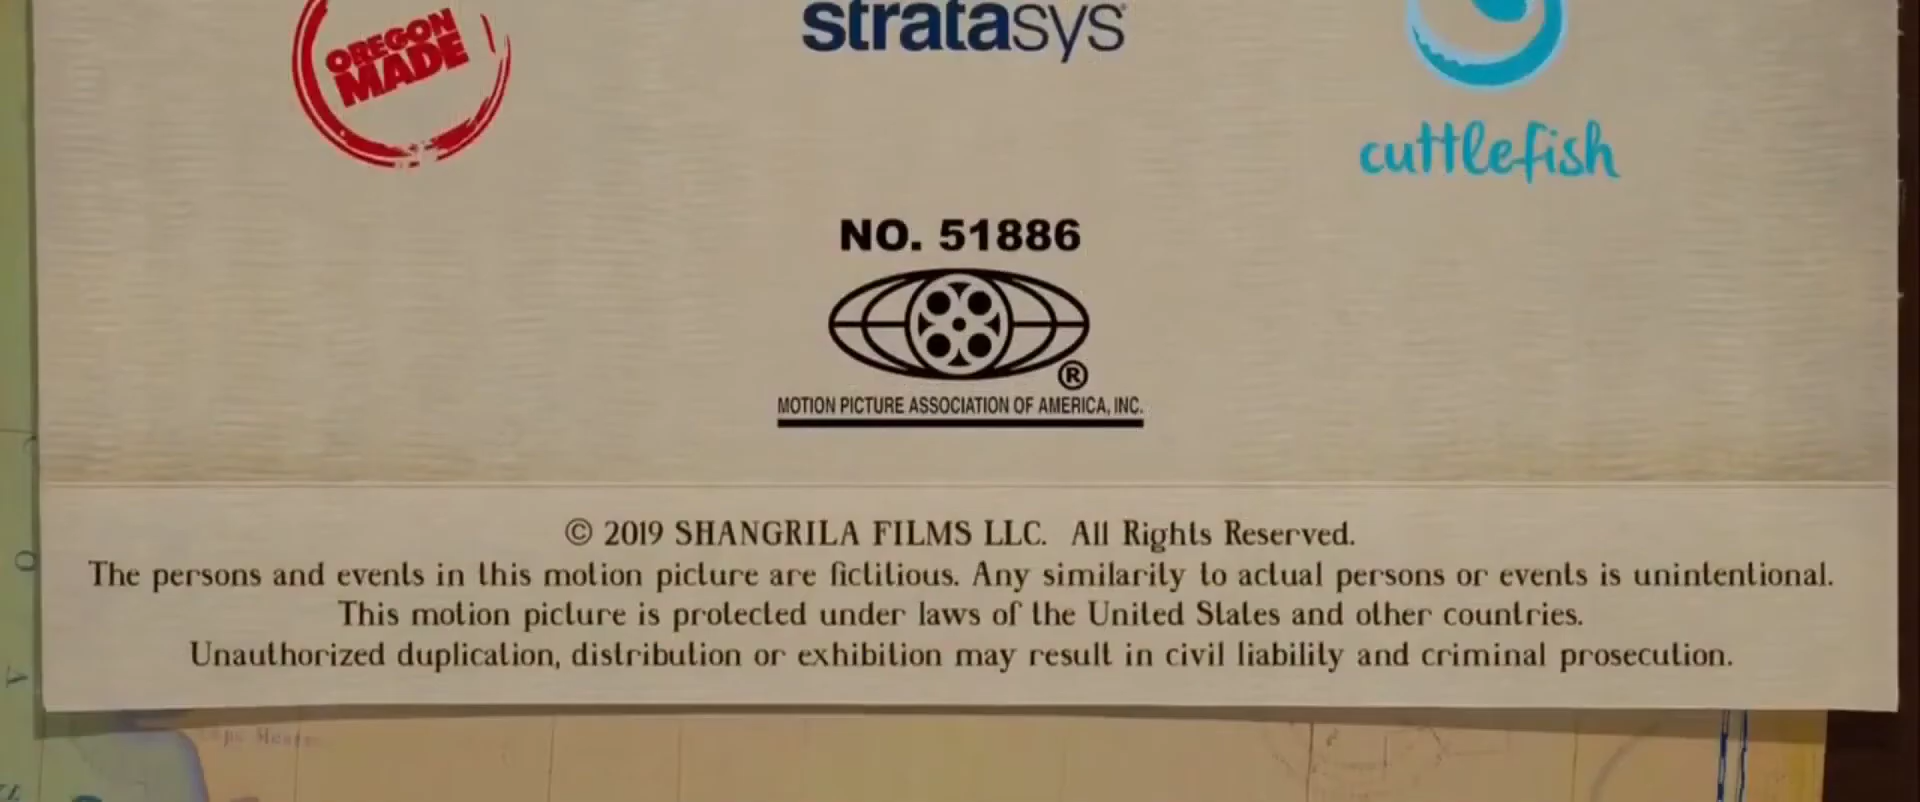 OREGON
MADE
stratasys
cuttlefish
NO. 51886
®
MOTION PICTURE ASSOCIATION OF AMERICA, INC.
© 2019 SHANGRILA FILMS LLC. All Rights Reserved.
The persons and events in this motion picture are fictitious. Any similarity to actual persons or events is unintentional.
This motion picture is protected under laws of the United States and other countries.
Unauthorized duplication, distribution or exhibition may result in civil liability and criminal prosecution.